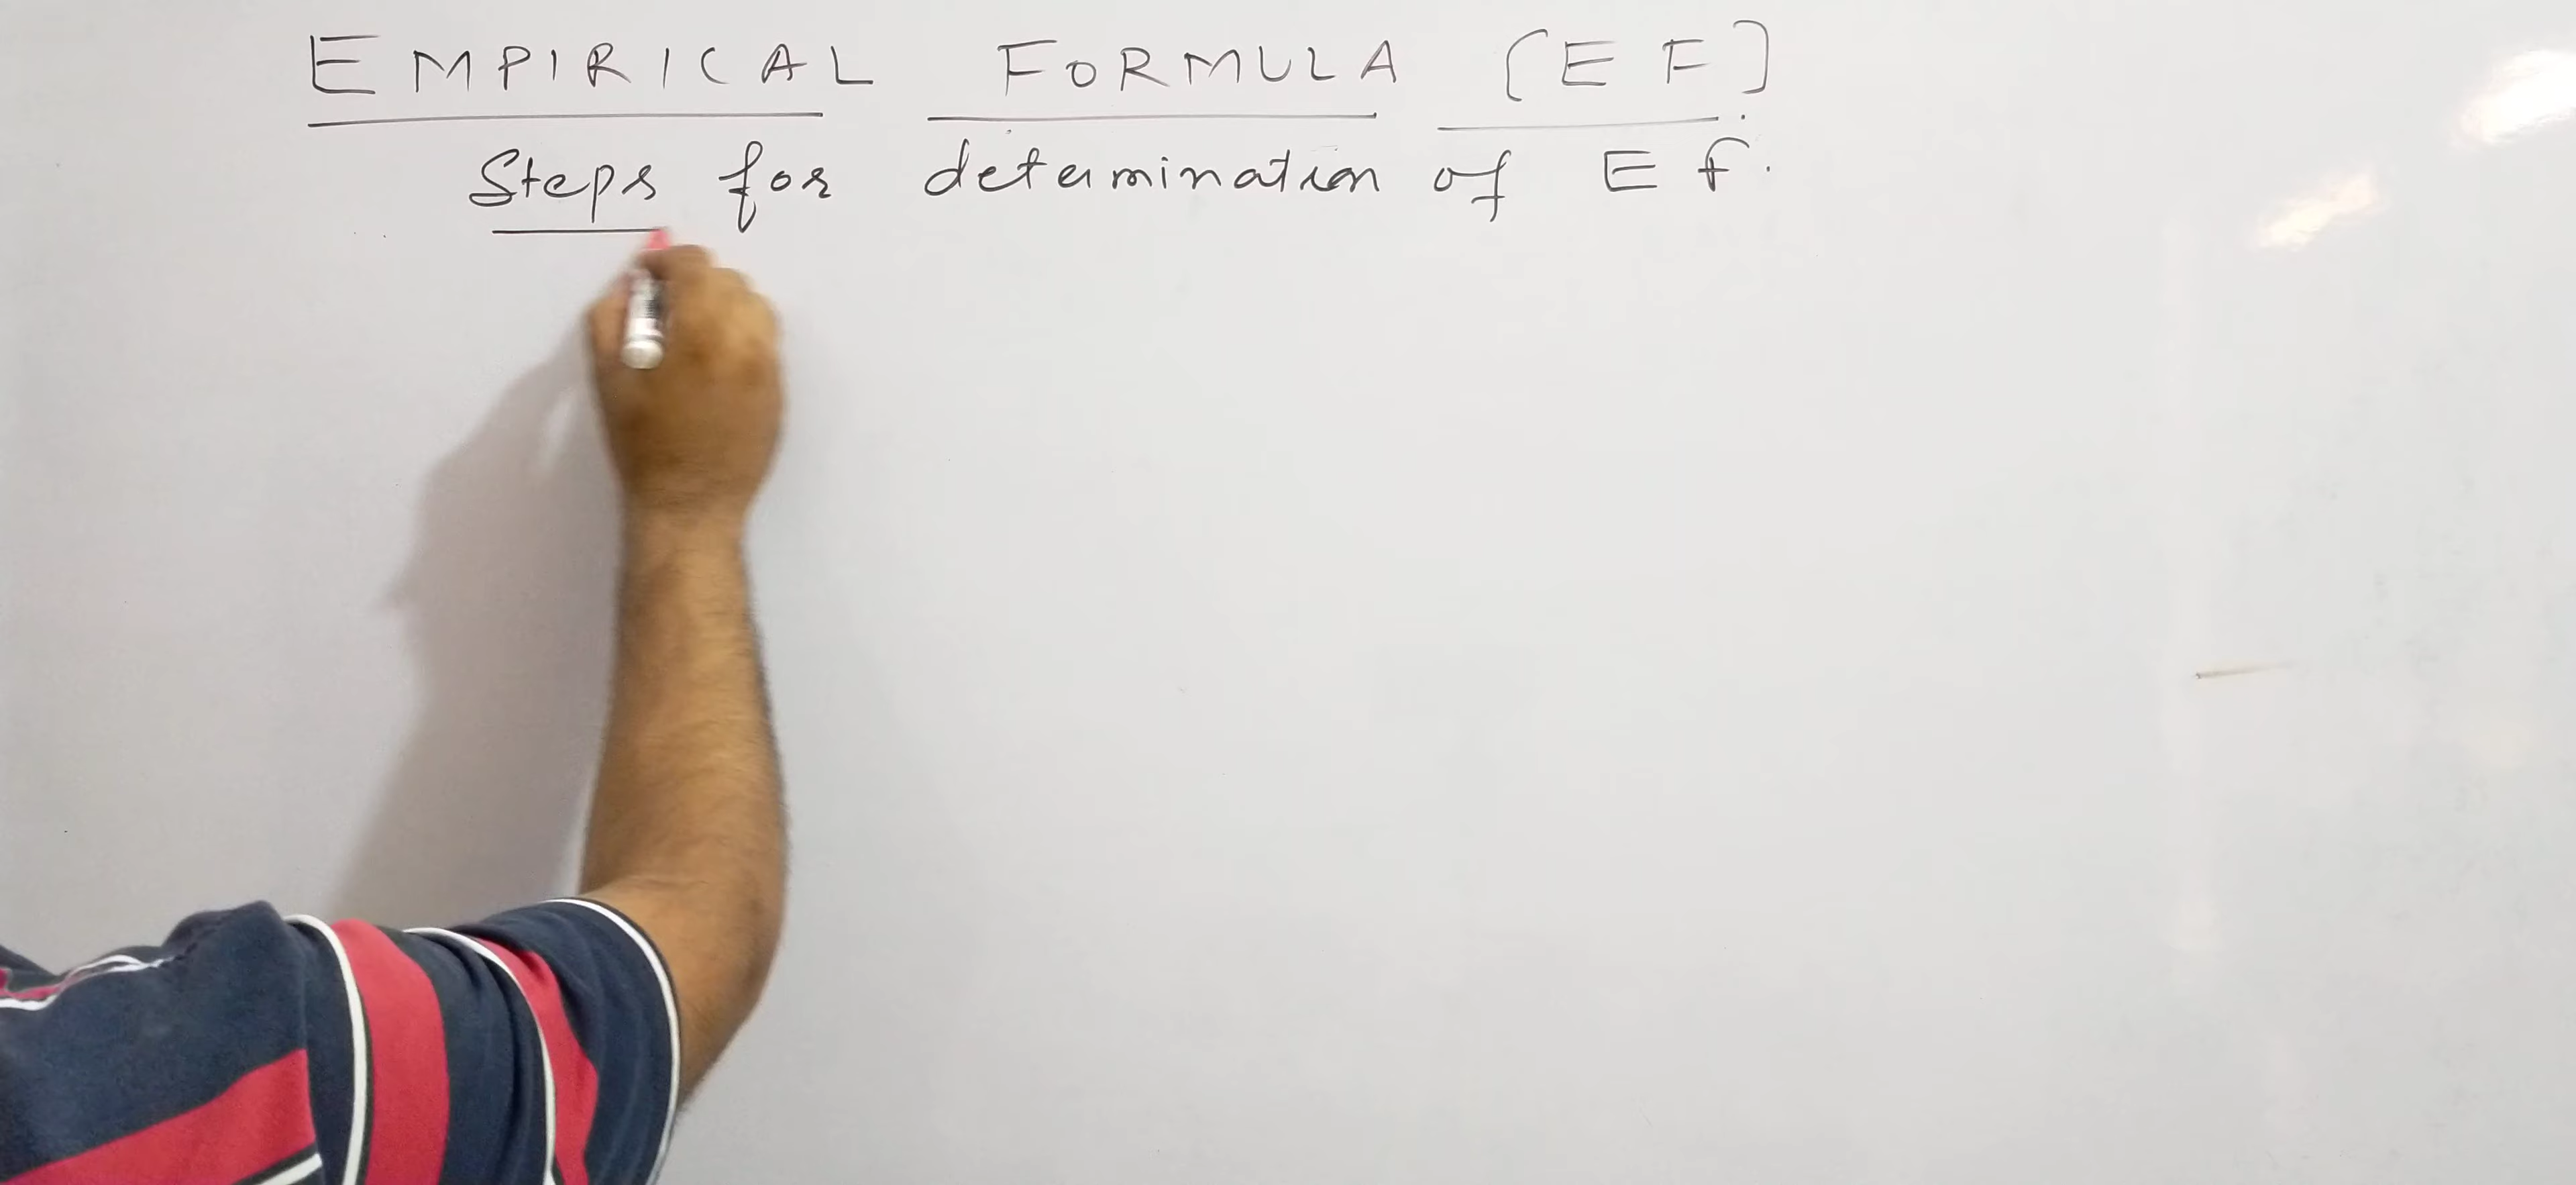 EMPIRICAL FORMULA [EF]
Steps for determination of EF.